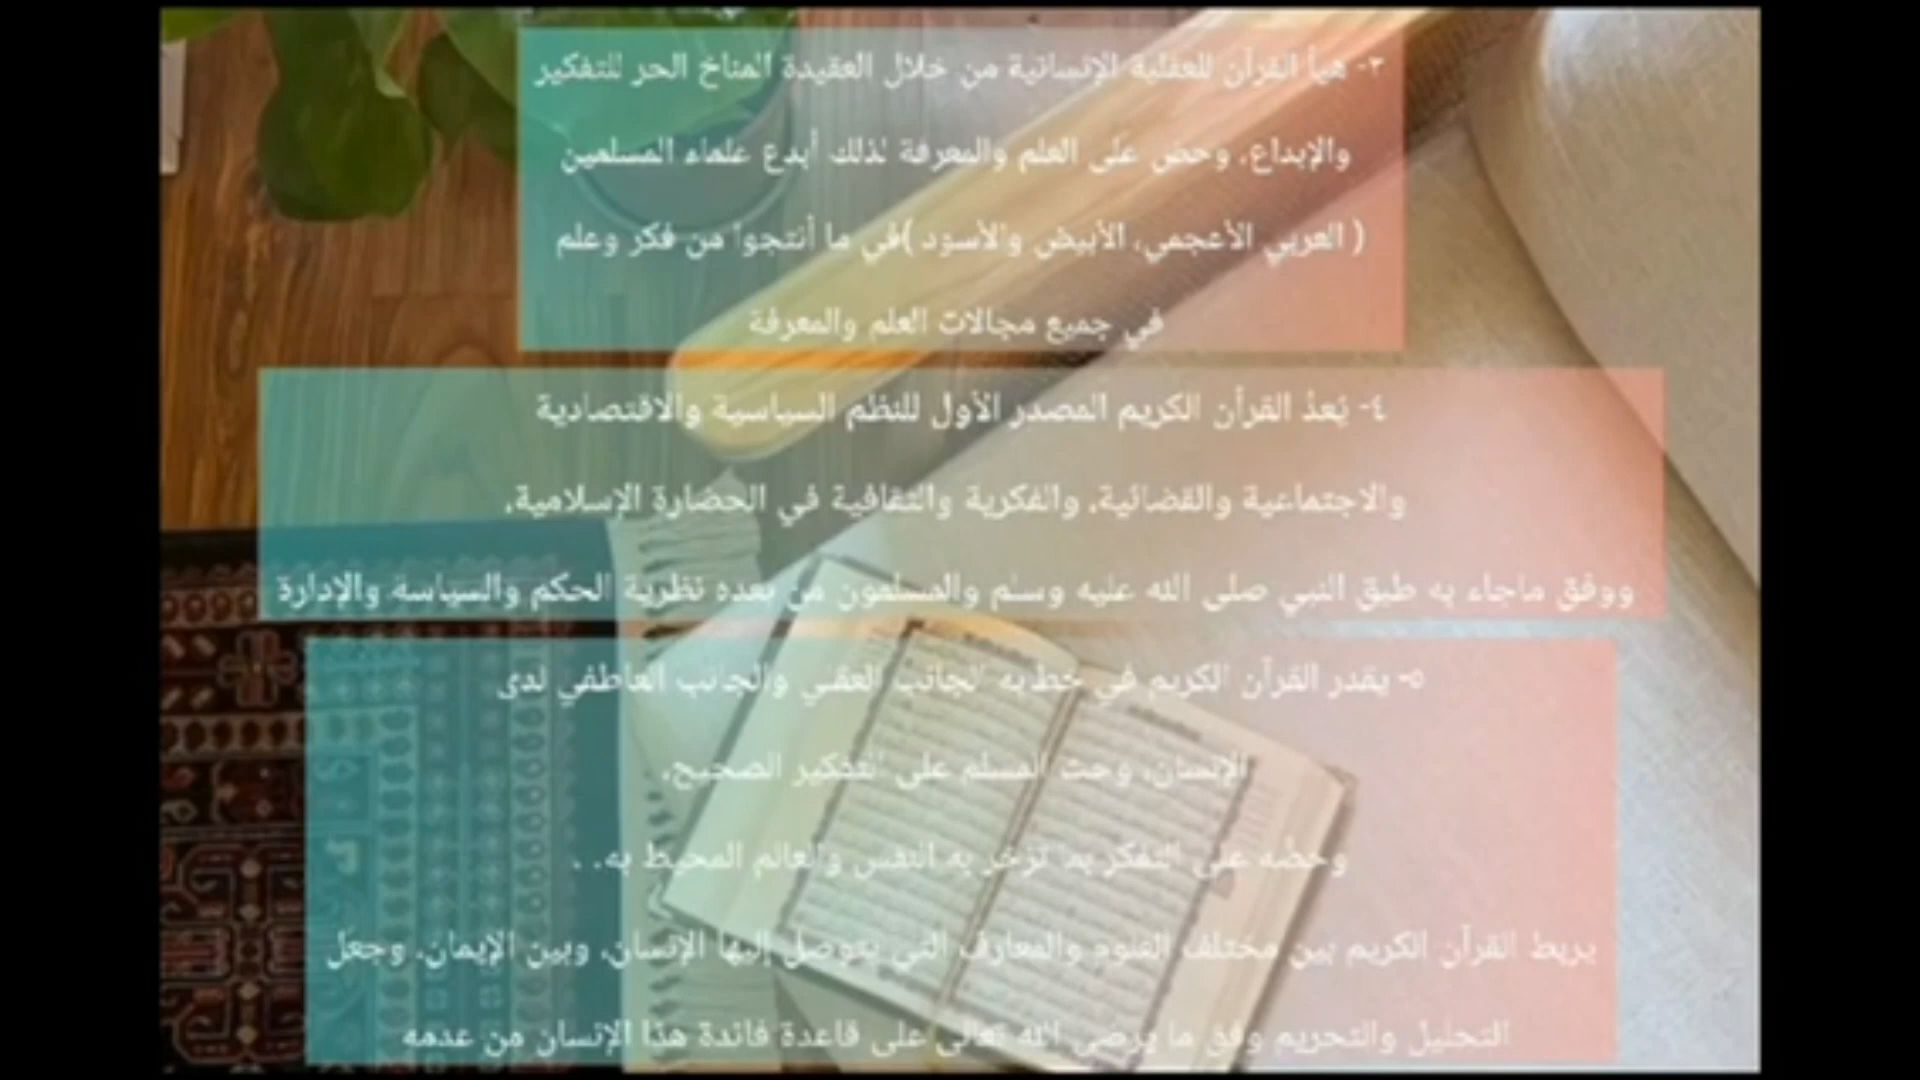 ٣- هيأ القرآن للعقلية الإنسانية من خلال العقيدة المناخ الحر للتفكير
والإبداع، وحض على العلم والمعرفة لذلك أبدع علماء المسلمين
( العربي الأعجمي، الأبيض والأسود )في ما أنتجوا من فكر وعلم
في جميع مجالات العلم والمعرفة
٤- يُعدُ القرأن الكريم المصدر الأول للنظم السياسية والاقتصادية
والاجتماعية والقضائية، والفكرية والثقافية في الحضارة الإسلامية،
ووفق ماجاء به طبق النبي صلى الله عليه وسلم والمسلمون من بعده نظرية الحكم والسياسة والإدارة
٥- يقدر القرآن الكريم في خطابه الجانب العقلي والجانب العاطفي لدى
الإنسان، وحث المسلم على التفكير الصحيح،
وحضّه على التفكر بما تزخر به النفس والعالم المحيط به. .
يربط القرآن الكريم بين مختلف العلوم والمعارف التي يتوصل إليها الإنسان، وبين الإيمان، وجعل
التحليل والتحريم وفق ما يرضي الله تعالى على قاعدة فائدة هذا الإنسان من عدمه